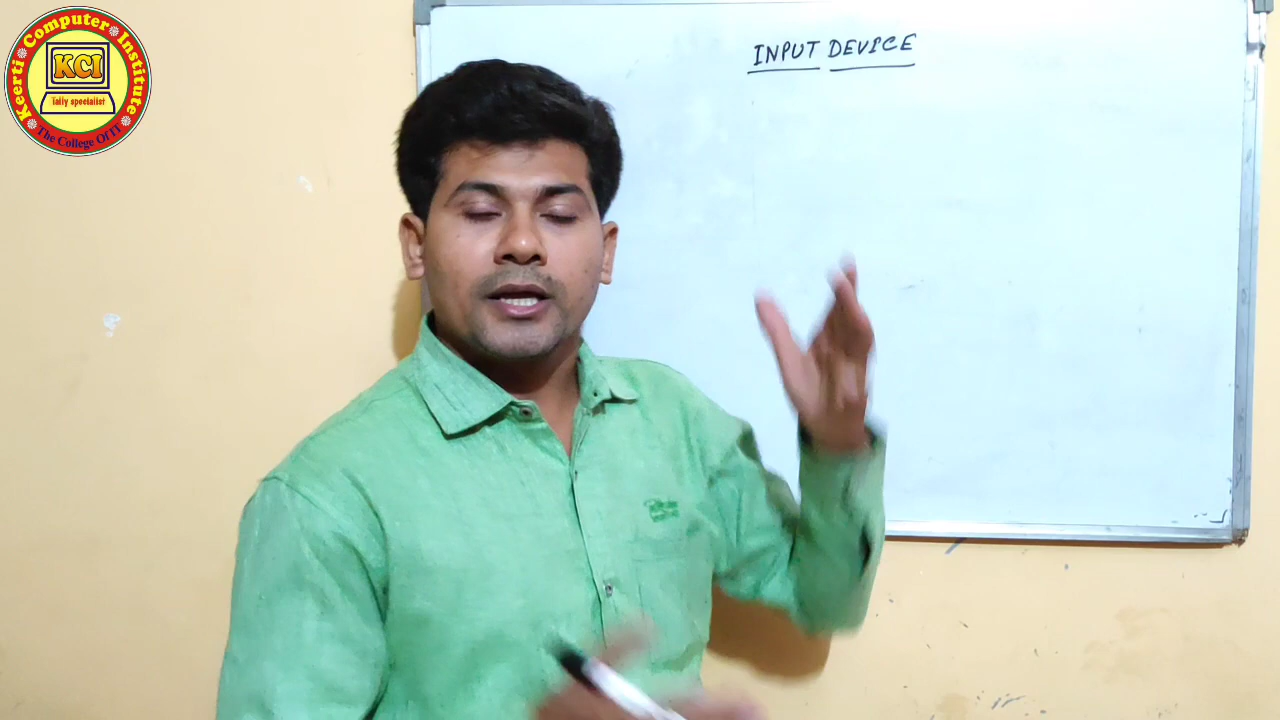 Keerti Computer Institute
KCI
Tally specialist
The College Of IT
INPUT DEVICE